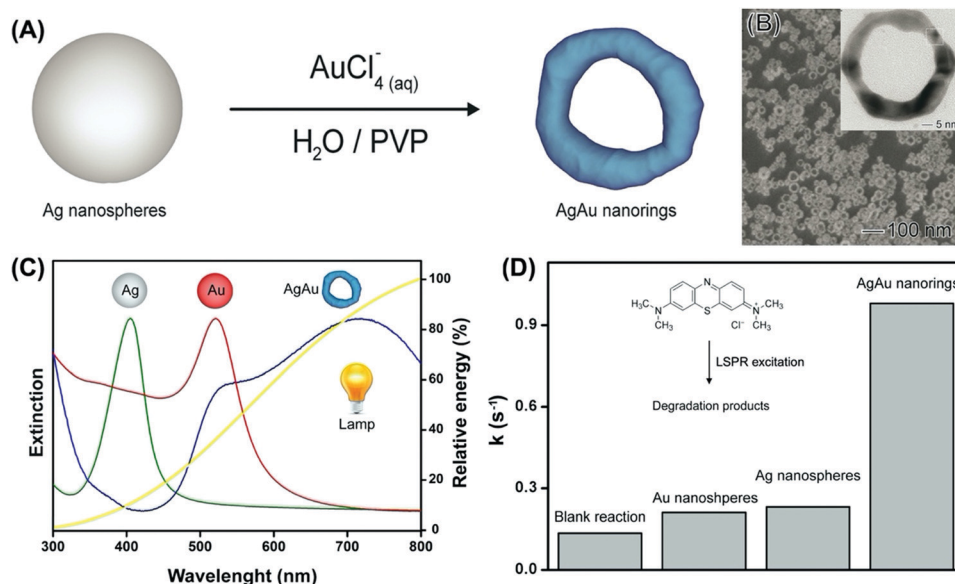 (A)
AuCl₄⁻ (aq)
H₂O / PVP
Ag nanospheres
AgAu nanorings
(B)
5 nm
100 nm
(C)
Ag
Au
AgAu
Lamp
Extinction
Relative energy (%)
100
80
60
40
20
0
300
400
500
600
700
800
Wavelenght (nm)
(D)
k (s⁻¹)
0.9
0.6
0.3
0.0
N
H₃C
N
CH₃
S
Cl⁻
N⁺
CH₃
CH₃
LSPR excitation
Degradation products
Blank reaction
Au nanoshperes
Ag nanospheres
AgAu nanorings